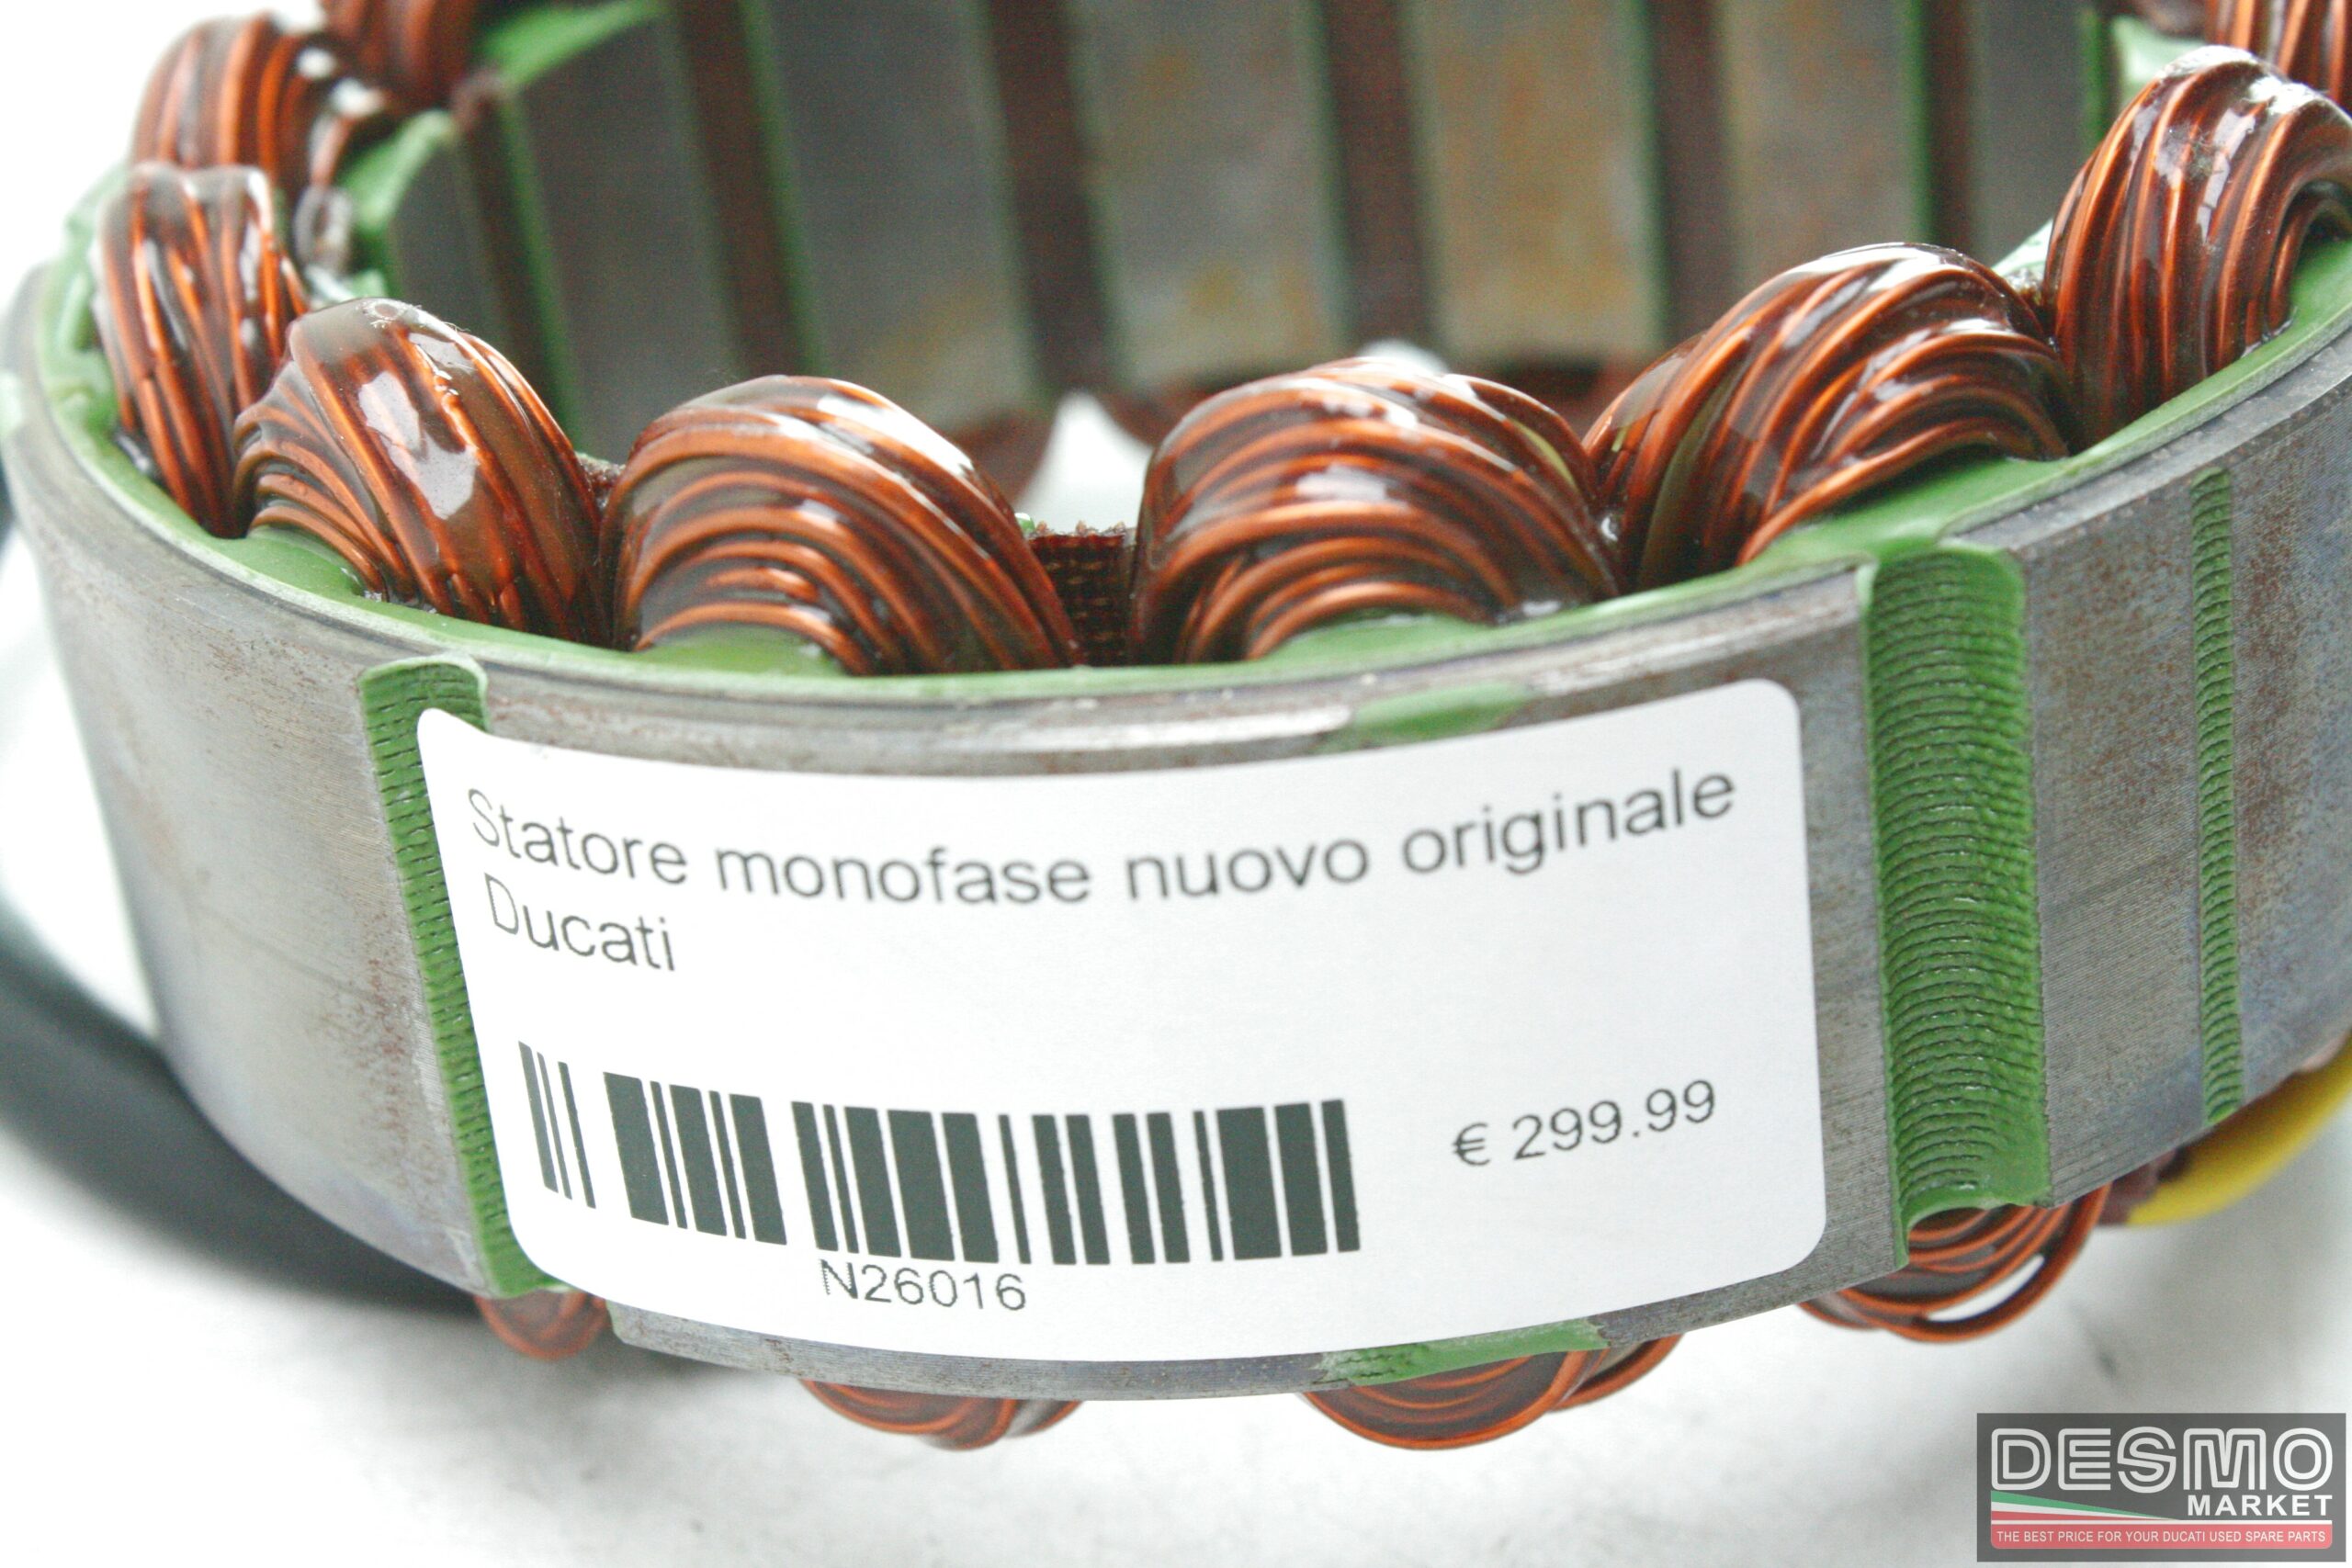 Statore monofase nuovo originale
Ducati
€ 299.99
N26016
DESMO
MARKET
THE BEST PRICE FOR YOUR DUCATI USED SPARE PARTS